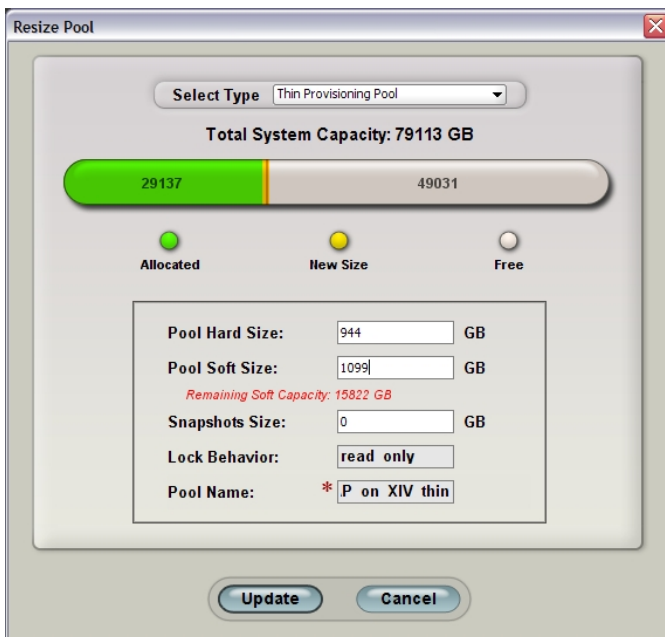 Resize Pool
Select Type Thin Provisioning Pool
Total System Capacity: 79113 GB
29137 49031
Allocated New Size Free
Pool Hard Size: 944 GB
Pool Soft Size: 1099 GB
Remaining Soft Capacity: 15822 GB
Snapshots Size: 0 GB
Lock Behavior: read only
Pool Name: * .P on XIV thin
Update Cancel